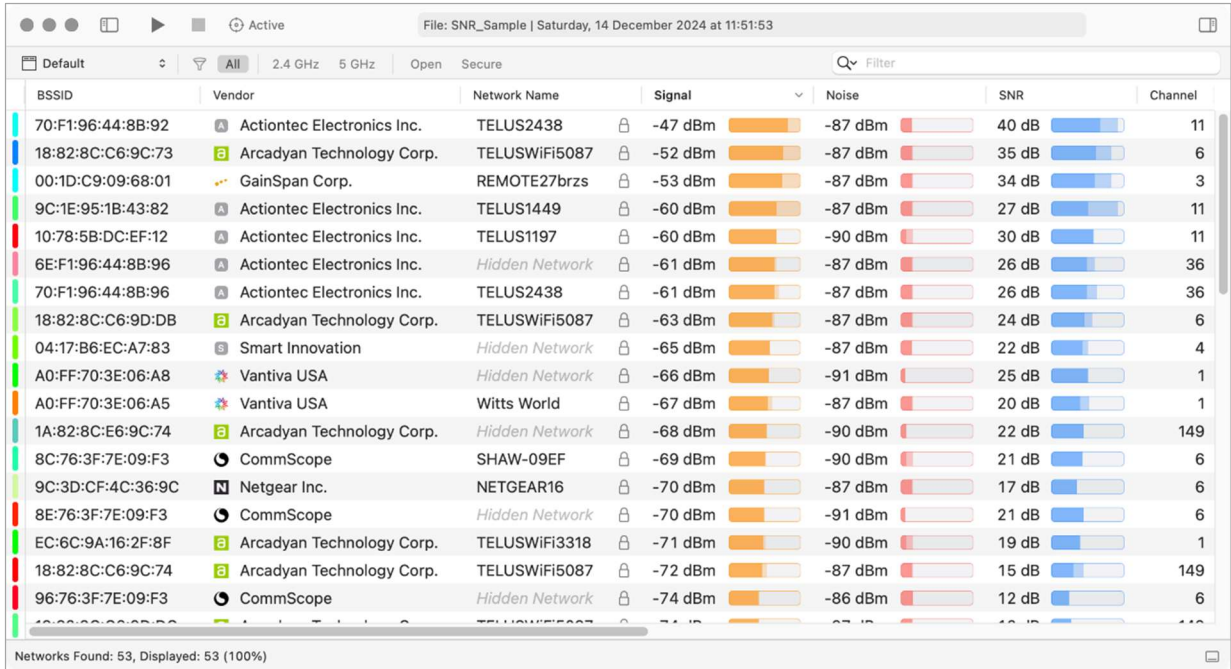 Active File: SNR_Sample | Saturday, 14 December 2024 at 11:51:53
Default All 2.4 GHz 5 GHz Open Secure Filter
BSSID Vendor Network Name Signal Noise SNR Channel
70:F1:96:44:8B:92 A Actiontec Electronics Inc. TELUS2438 -47 dBm -87 dBm 40 dB 11
18:82:8C:C6:9C:73 a Arcadyan Technology Corp. TELUSWiFi5087 -52 dBm -87 dBm 35 dB 6
00:1D:C9:09:68:01 GainSpan Corp. REMOTE27brzs -53 dBm -87 dBm 34 dB 3
9C:1E:95:1B:43:82 A Actiontec Electronics Inc. TELUS1449 -60 dBm -87 dBm 27 dB 11
10:78:5B:DC:EF:12 A Actiontec Electronics Inc. TELUS1197 -60 dBm -90 dBm 30 dB 11
6E:F1:96:44:8B:96 A Actiontec Electronics Inc. Hidden Network -61 dBm -87 dBm 26 dB 36
70:F1:96:44:8B:96 A Actiontec Electronics Inc. TELUS2438 -61 dBm -87 dBm 26 dB 36
18:82:8C:C6:9D:DB a Arcadyan Technology Corp. TELUSWiFi5087 -63 dBm -87 dBm 24 dB 6
04:17:B6:EC:A7:83 S Smart Innovation Hidden Network -65 dBm -87 dBm 22 dB 4
A0:FF:70:3E:06:A8 Vantiva USA Hidden Network -66 dBm -91 dBm 25 dB 1
A0:FF:70:3E:06:A5 Vantiva USA Witts World -67 dBm -87 dBm 20 dB 1
1A:82:8C:E6:9C:74 a Arcadyan Technology Corp. Hidden Network -68 dBm -90 dBm 22 dB 149
8C:76:3F:7E:09:F3 CommScope SHAW-09EF -69 dBm -90 dBm 21 dB 6
9C:3D:CF:4C:36:9C N Netgear Inc. NETGEAR16 -70 dBm -87 dBm 17 dB 6
8E:76:3F:7E:09:F3 CommScope Hidden Network -70 dBm -91 dBm 21 dB 6
EC:6C:9A:16:2F:8F a Arcadyan Technology Corp. TELUSWiFi3318 -71 dBm -90 dBm 19 dB 1
18:82:8C:C6:9C:74 a Arcadyan Technology Corp. TELUSWiFi5087 -72 dBm -87 dBm 15 dB 149
96:76:3F:7E:09:F3 CommScope Hidden Network -74 dBm -86 dBm 12 dB 6
Networks Found: 53, Displayed: 53 (100%)